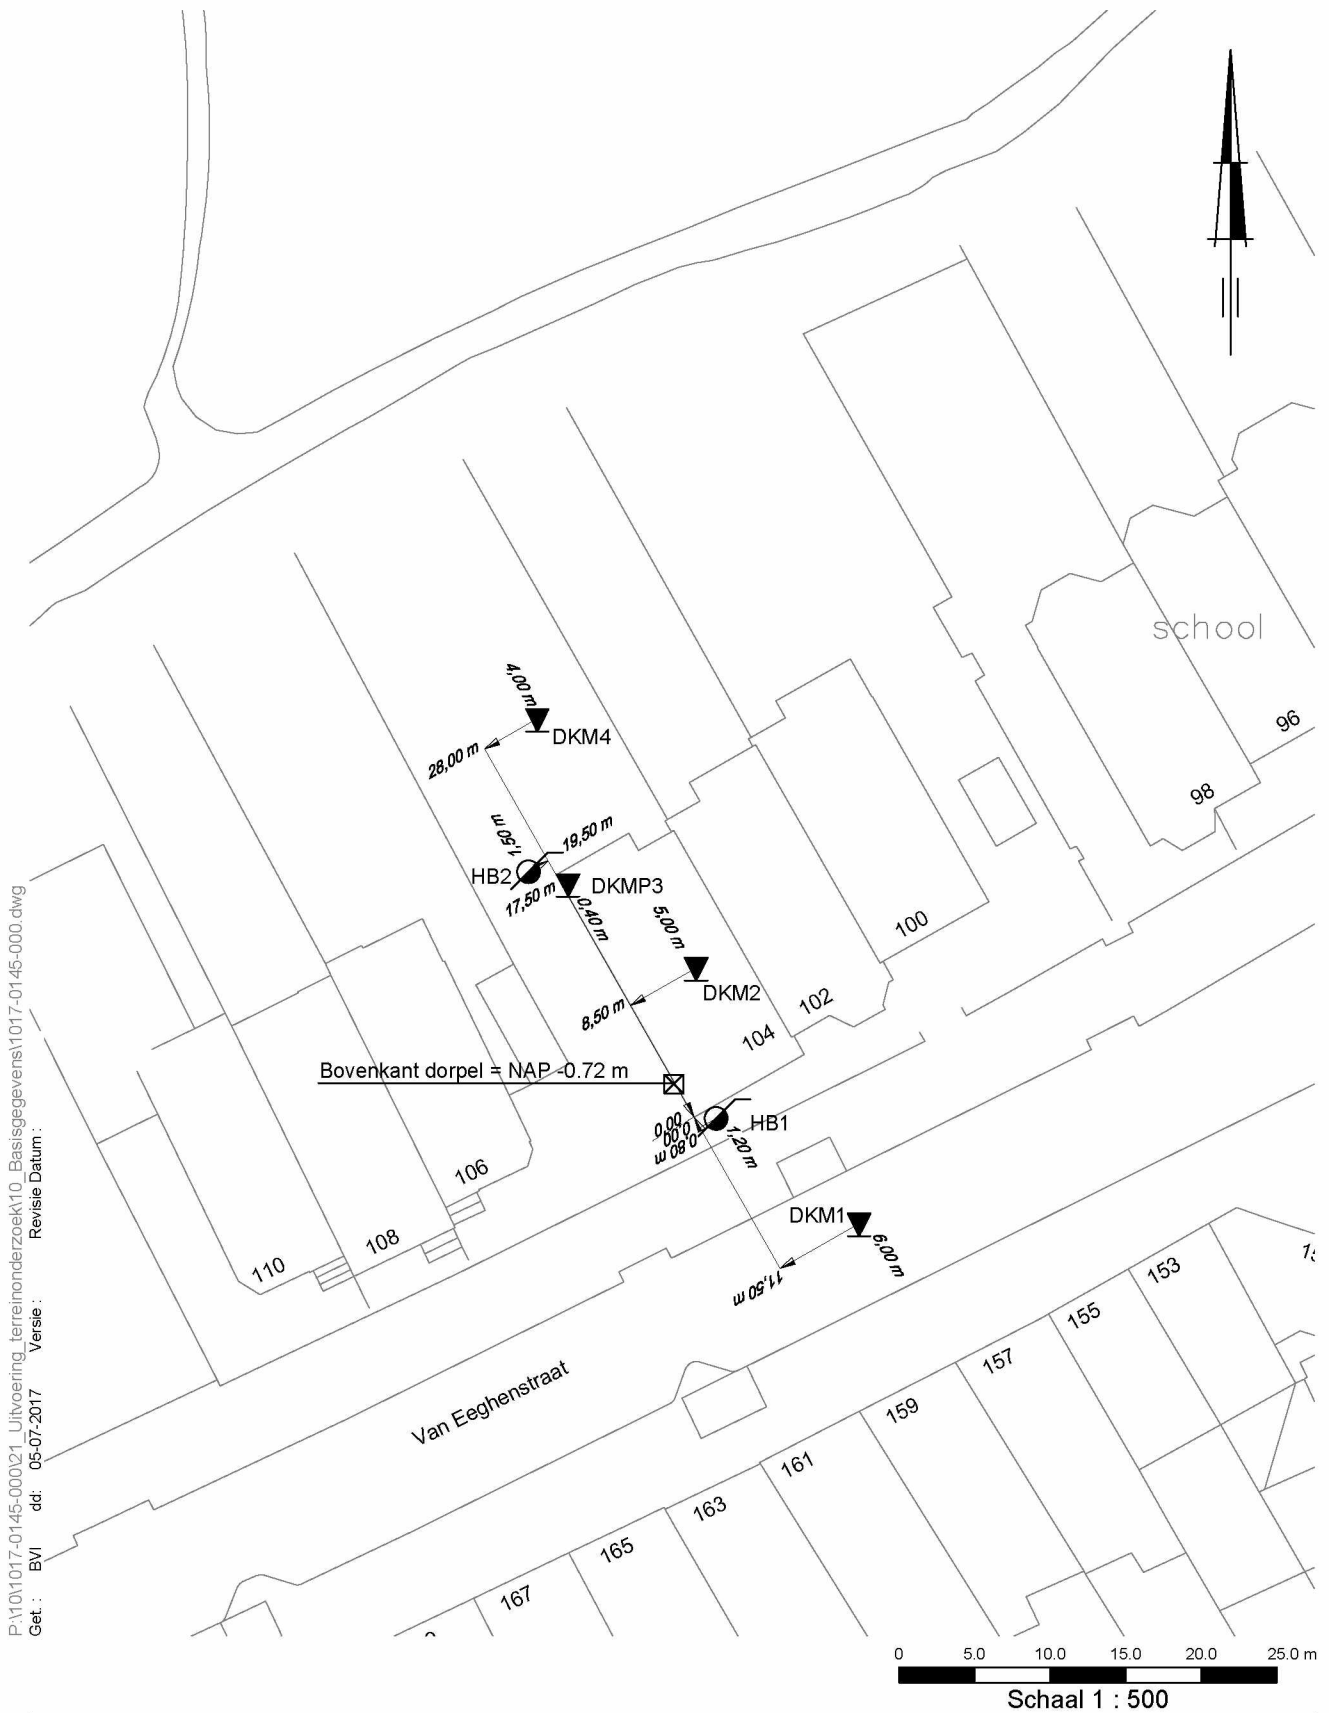 school
96
98
4,00 m
DKM4
28,00 m
1,50 m
19,50 m
HB2
DKMP3
17,50 m
0,40 m
5,00 m
100
DKM2
8,50 m
102
104
Bovenkant dorpel = NAP -0.72 m
0,00
0,00
0,80 m
HB1
1,20 m
106
108
110
DKM1
6,00 m
11,50 m
153
155
157
159
161
163
165
167
Van Eeghenstraat
P:\10\1017-0145-000\21_Uitvoering_terreinonderzoek\10_Basisgegevens\1017-0145-000.dwg
Get. : BVI dd: 05-07-2017 Versie : Revisie Datum :
0 5.0 10.0 15.0 20.0 25.0 m
Schaal 1 : 500